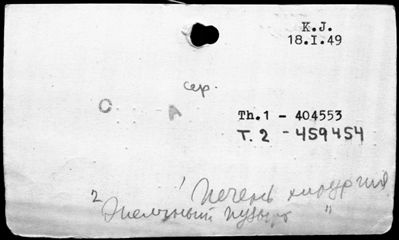 K.J.
18.I.49
сер.
О А
Th.1 - 404553
Т. 2 - 459454
1 Печень хирургия
2 Желчный пузырь "